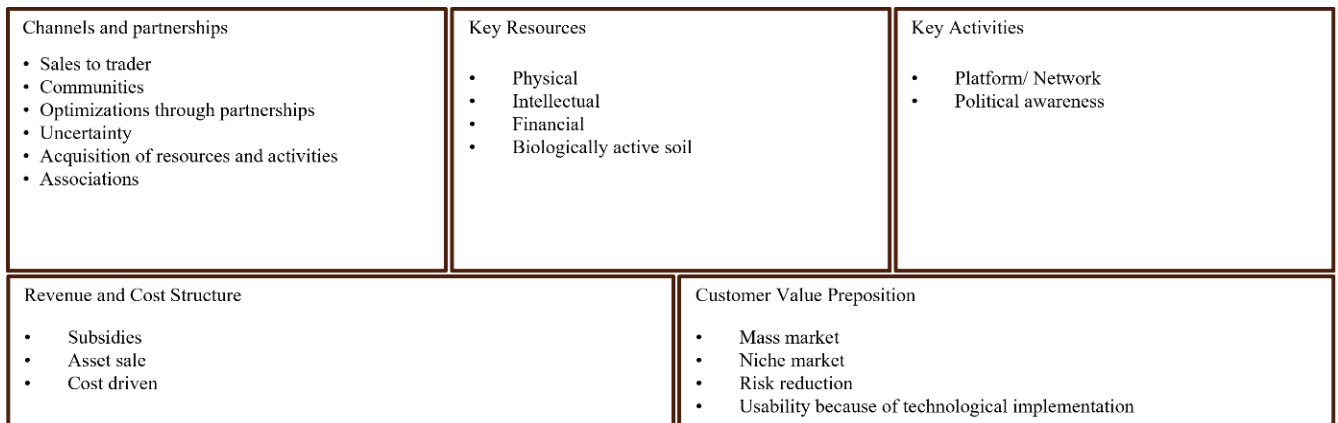 Channels and partnerships
• Sales to trader
• Communities
• Optimizations through partnerships
• Uncertainty
• Acquisition of resources and activities
• Associations
Key Resources
• Physical
• Intellectual
• Financial
• Biologically active soil
Key Activities
• Platform/ Network
• Political awareness
Revenue and Cost Structure
• Subsidies
• Asset sale
• Cost driven
Customer Value Preposition
• Mass market
• Niche market
• Risk reduction
• Usability because of technological implementation